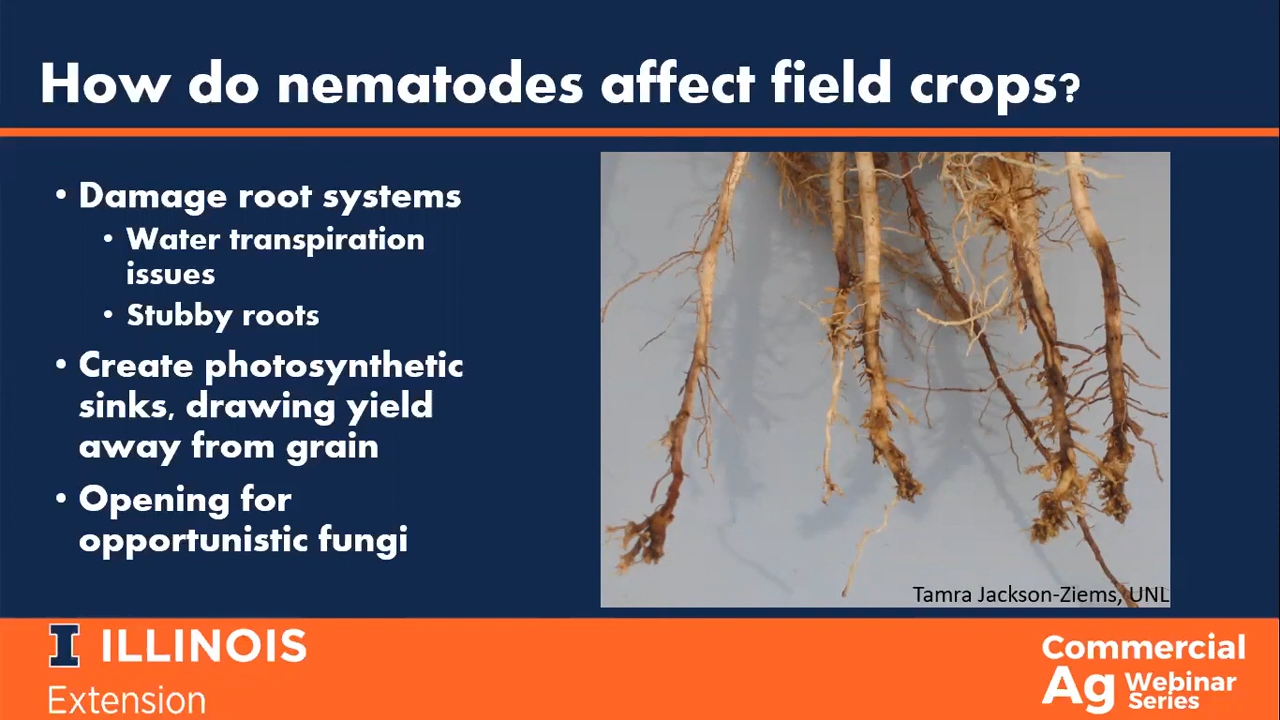 How do nematodes affect field crops?
• Damage root systems
• Water transpiration
issues
• Stubby roots
• Create photosynthetic
sinks, drawing yield
away from grain
• Opening for
opportunistic fungi
Tamra Jackson-Ziems, UNL
I ILLINOIS
Extension
Commercial
Ag Webinar
Series